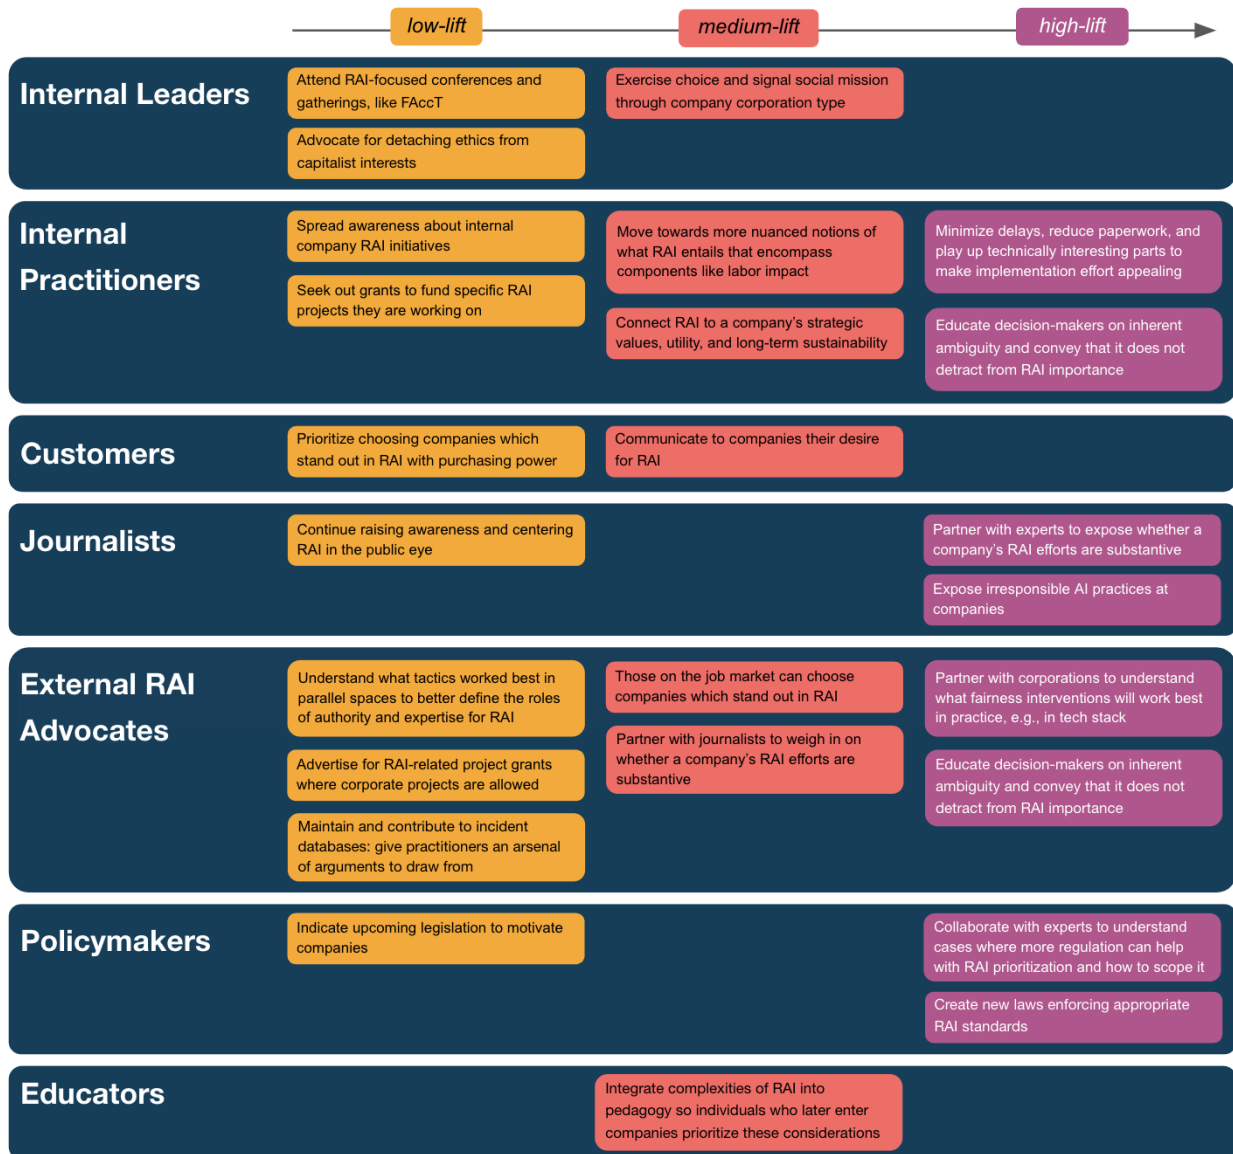 low-lift
medium-lift
high-lift
Internal Leaders
Attend RAI-focused conferences and
gatherings, like FAccT
Advocate for detaching ethics from
capitalist interests
Exercise choice and signal social mission
through company corporation type
Internal
Practitioners
Spread awareness about internal
company RAI initiatives
Seek out grants to fund specific RAI
projects they are working on
Move towards more nuanced notions of
what RAI entails that encompass
components like labor impact
Connect RAI to a company's strategic
values, utility, and long-term sustainability
Minimize delays, reduce paperwork, and
play up technically interesting parts to
make implementation effort appealing
Educate decision-makers on inherent
ambiguity and convey that it does not
detract from RAI importance
Customers
Prioritize choosing companies which
stand out in RAI with purchasing power
Communicate to companies their desire
for RAI
Journalists
Continue raising awareness and centering
RAI in the public eye
Partner with experts to expose whether a
company's RAI efforts are substantive
Expose irresponsible AI practices at
companies
External RAI
Advocates
Understand what tactics worked best in
parallel spaces to better define the roles
of authority and expertise for RAI
Advertise for RAI-related project grants
where corporate projects are allowed
Maintain and contribute to incident
databases: give practitioners an arsenal
of arguments to draw from
Those on the job market can choose
companies which stand out in RAI
Partner with journalists to weigh in on
whether a company's RAI efforts are
substantive
Partner with corporations to understand
what fairness interventions will work best
in practice, e.g., in tech stack
Educate decision-makers on inherent
ambiguity and convey that it does not
detract from RAI importance
Policymakers
Indicate upcoming legislation to motivate
companies
Collaborate with experts to understand
cases where more regulation can help
with RAI prioritization and how to scope it
Create new laws enforcing appropriate
RAI standards
Educators
Integrate complexities of RAI into
pedagogy so individuals who later enter
companies prioritize these considerations